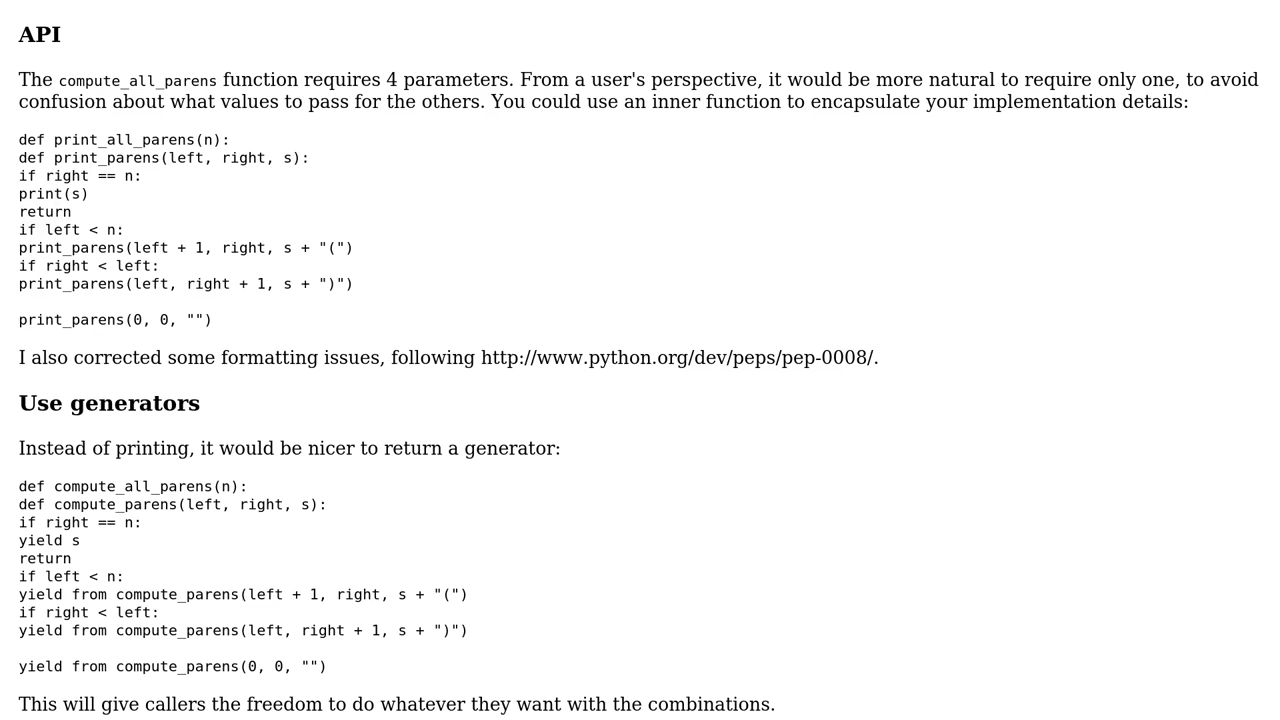 API
The compute_all_parens function requires 4 parameters. From a user's perspective, it would be more natural to require only one, to avoid
confusion about what values to pass for the others. You could use an inner function to encapsulate your implementation details:
def print_all_parens(n):
def print_parens(left, right, s):
if right == n:
print(s)
return
if left < n:
print_parens(left + 1, right, s + "(")
if right < left:
print_parens(left, right + 1, s + ")")
print_parens(0, 0, "")
I also corrected some formatting issues, following http://www.python.org/dev/peps/pep-0008/.
Use generators
Instead of printing, it would be nicer to return a generator:
def compute_all_parens(n):
def compute_parens(left, right, s):
if right == n:
yield s
return
if left < n:
yield from compute_parens(left + 1, right, s + "(")
if right < left:
yield from compute_parens(left, right + 1, s + ")")
yield from compute_parens(0, 0, "")
This will give callers the freedom to do whatever they want with the combinations.